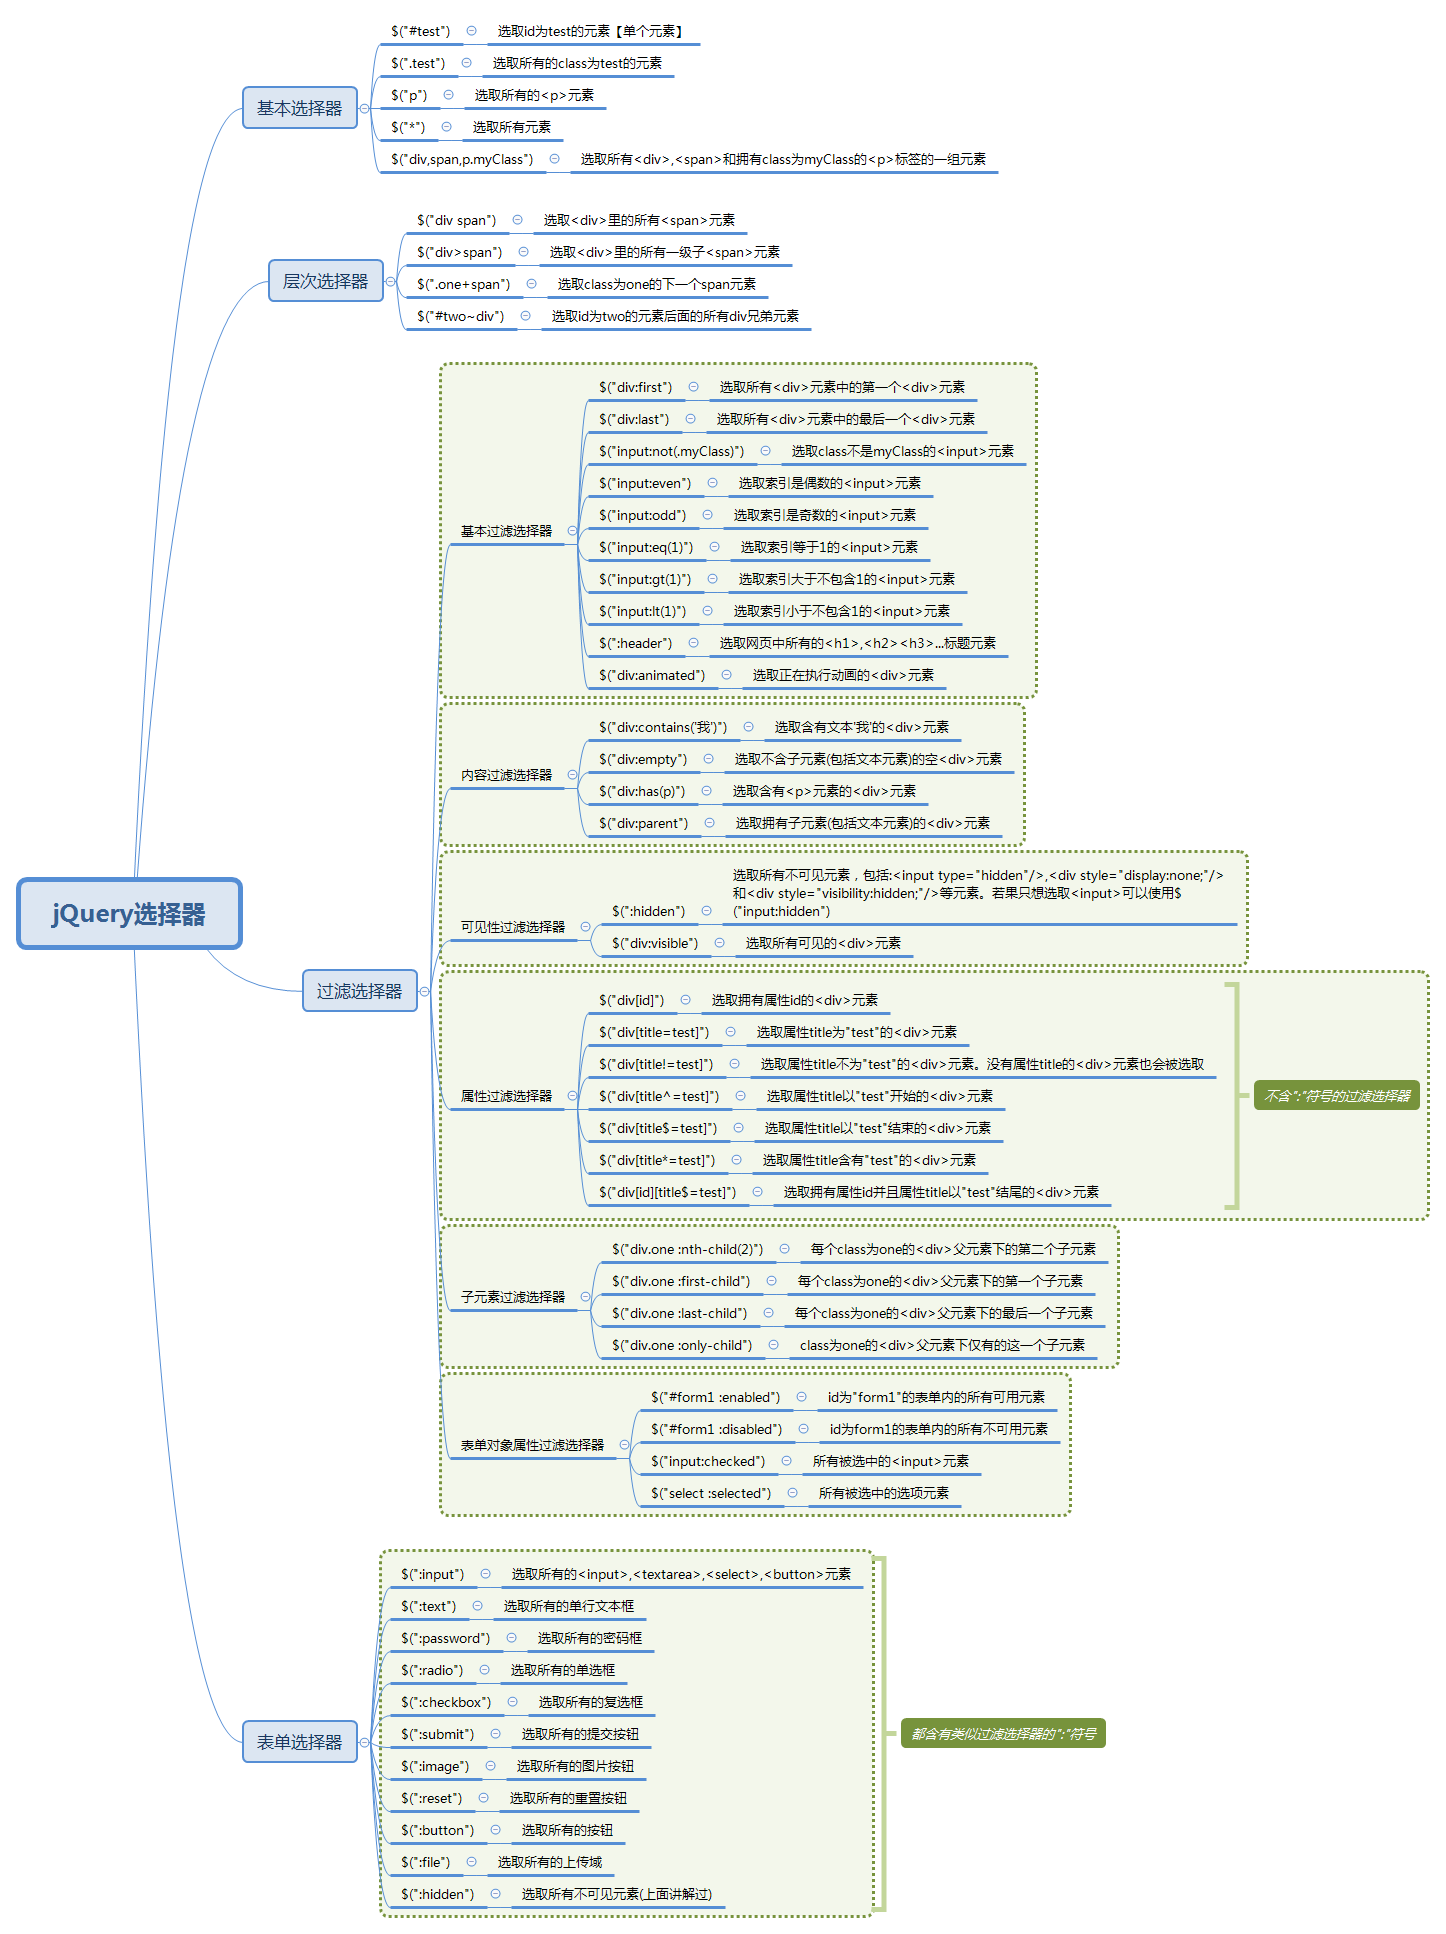 jQuery选择器
基本选择器
$("#test") 选取id为test的元素【单个元素】
$(".test") 选取所有的class为test的元素
$("p") 选取所有的<p>元素
$("*") 选取所有元素
$("div,span,p.myClass") 选取所有<div>,<span>和拥有class为myClass的<p>标签的一组元素
层次选择器
$("div span") 选取<div>里的所有<span>元素
$("div>span") 选取<div>里的所有一级子<span>元素
$(".one+span") 选取class为one的下一个span元素
$("#two~div") 选取id为two的元素后面的所有div兄弟元素
过滤选择器
基本过滤选择器
$("div:first") 选取所有<div>元素中的第一个<div>元素
$("div:last") 选取所有<div>元素中的最后一个<div>元素
$("input:not(.myClass)") 选取class不是myClass的<input>元素
$("input:even") 选取索引是偶数的<input>元素
$("input:odd") 选取索引是奇数的<input>元素
$("input:eq(1)") 选取索引等于1的<input>元素
$("input:gt(1)") 选取索引大于不包含1的<input>元素
$("input:lt(1)") 选取索引小于不包含1的<input>元素
$(":header") 选取网页中所有的<h1>,<h2><h3>...标题元素
$("div:animated") 选取正在执行动画的<div>元素
内容过滤选择器
$("div:contains('我')") 选取含有文本'我'的<div>元素
$("div:empty") 选取不含子元素(包括文本元素)的空<div>元素
$("div:has(p)") 选取含有<p>元素的<div>元素
$("div:parent") 选取拥有子元素(包括文本元素)的<div>元素
可见性过滤选择器
$(":hidden") 选取所有不可见元素，包括:<input type="hidden"/>,<div style="display:none;"/>
和<div style="visibility:hidden;"/>等元素。若果只想选取<input>可以使用$
("input:hidden")
$("div:visible") 选取所有可见的<div>元素
属性过滤选择器
$("div[id]") 选取拥有属性id的<div>元素
$("div[title=test]") 选取属性title为"test"的<div>元素
$("div[title!=test]") 选取属性title不为"test"的<div>元素。没有属性title的<div>元素也会被选取
$("div[title^=test]") 选取属性title以"test"开始的<div>元素
$("div[title$=test]") 选取属性title以"test"结束的<div>元素
$("div[title*=test]") 选取属性title含有"test"的<div>元素
$("div[id][title$=test]") 选取拥有属性id并且属性title以"test"结尾的<div>元素
不含":"符号的过滤选择器
子元素过滤选择器
$("div.one :nth-child(2)") 每个class为one的<div>父元素下的第二个子元素
$("div.one :first-child") 每个class为one的<div>父元素下的第一个子元素
$("div.one :last-child") 每个class为one的<div>父元素下的最后一个子元素
$("div.one :only-child") class为one的<div>父元素下仅有的这一个子元素
表单对象属性过滤选择器
$("#form1 :enabled") id为"form1"的表单内的所有可用元素
$("#form1 :disabled") id为form1的表单内的所有不可用元素
$("input:checked") 所有被选中的<input>元素
$("select :selected") 所有被选中的选项元素
表单选择器
$(":input") 选取所有的<input>,<textarea>,<select>,<button>元素
$(":text") 选取所有的单行文本框
$(":password") 选取所有的密码框
$(":radio") 选取所有的单选框
$(":checkbox") 选取所有的复选框
$(":submit") 选取所有的提交按钮
$(":image") 选取所有的图片按钮
$(":reset") 选取所有的重置按钮
$(":button") 选取所有的按钮
$(":file") 选取所有的上传域
$(":hidden") 选取所有不可见元素(上面讲解过)
都含有类似过滤选择器的":"符号